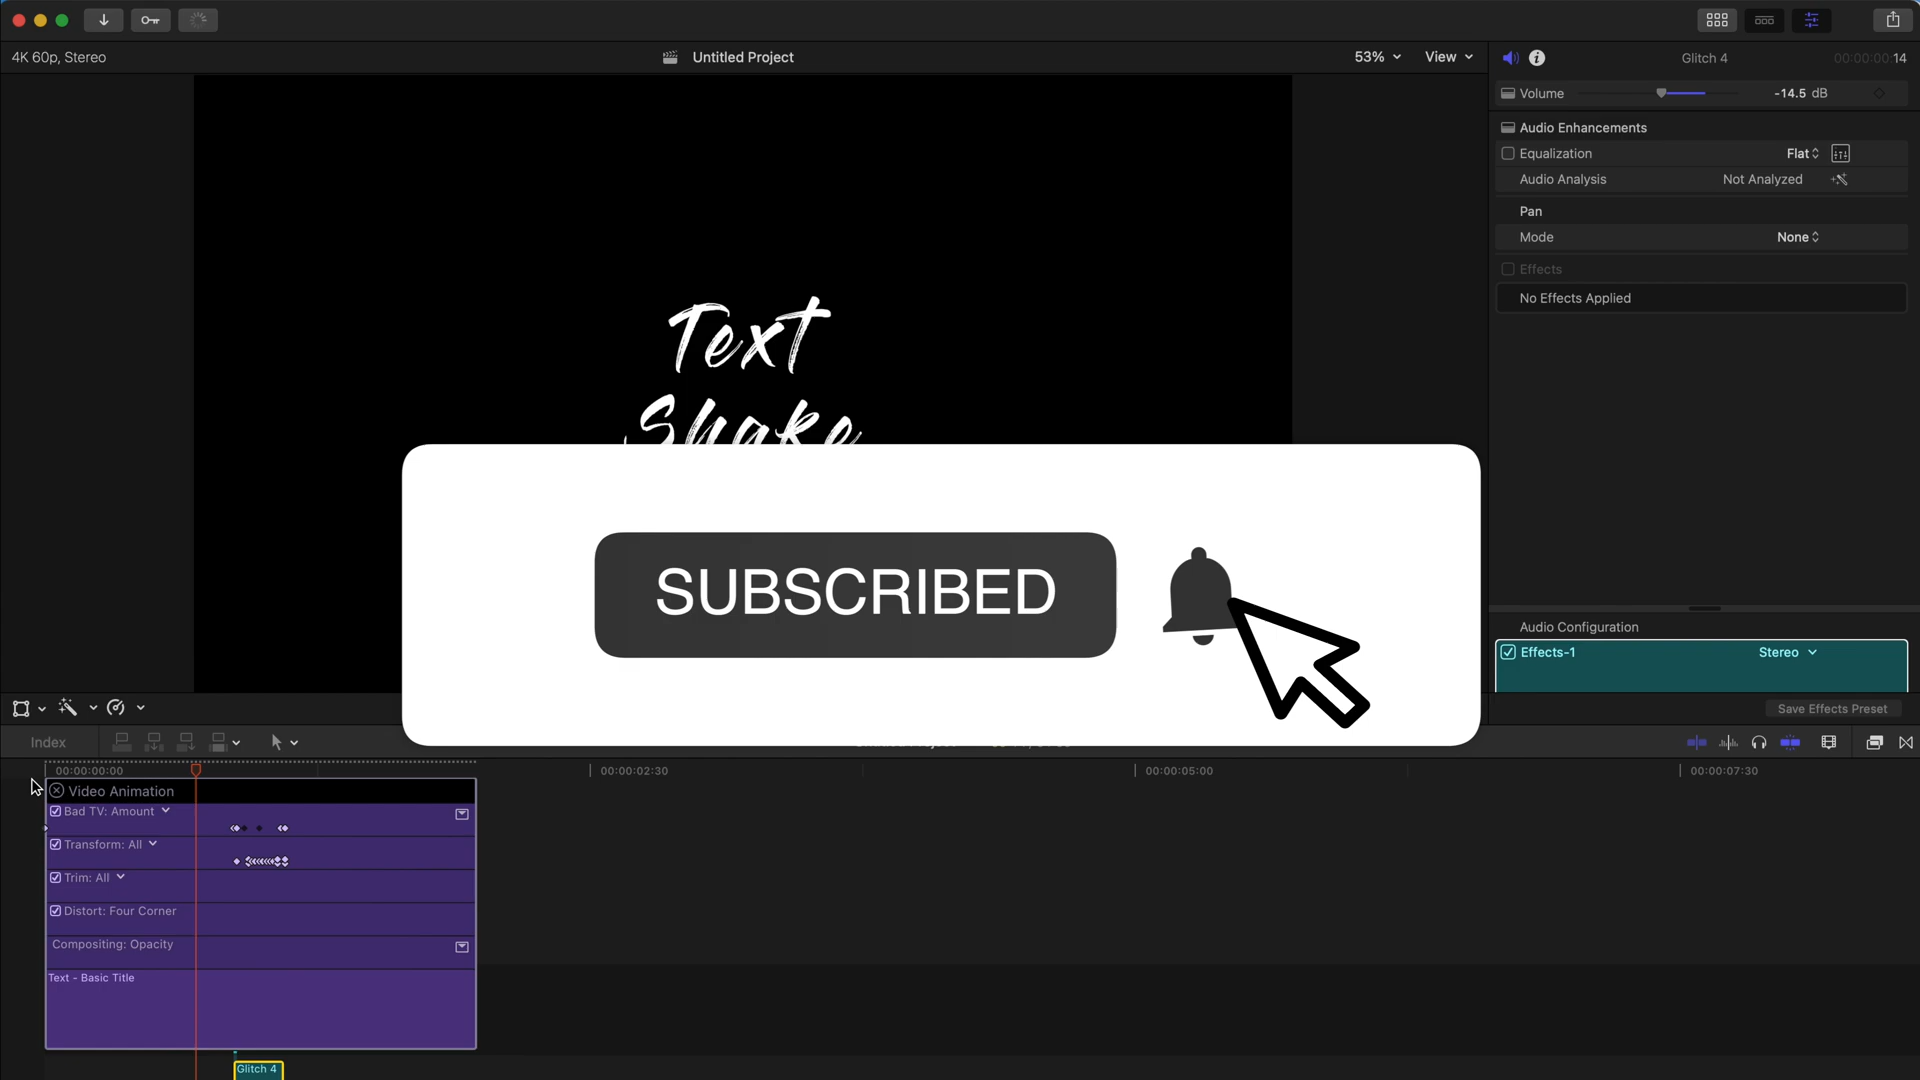 4K 60p, Stereo
Untitled Project
53%
View
Glitch 4
00:00:00:14
Volume
-14.5 dB
Audio Enhancements
Equalization
Flat
Audio Analysis
Not Analyzed
Pan
Mode
None
Effects
No Effects Applied
Text
Shake
SUBSCRIBED
Audio Configuration
Effects-1
Stereo
Save Effects Preset
Index
00:00:00:00
00:00:02:30
00:00:05:00
00:00:07:30
Video Animation
Bad TV: Amount
Transform: All
Trim: All
Distort: Four Corner
Compositing: Opacity
Text - Basic Title
Glitch 4